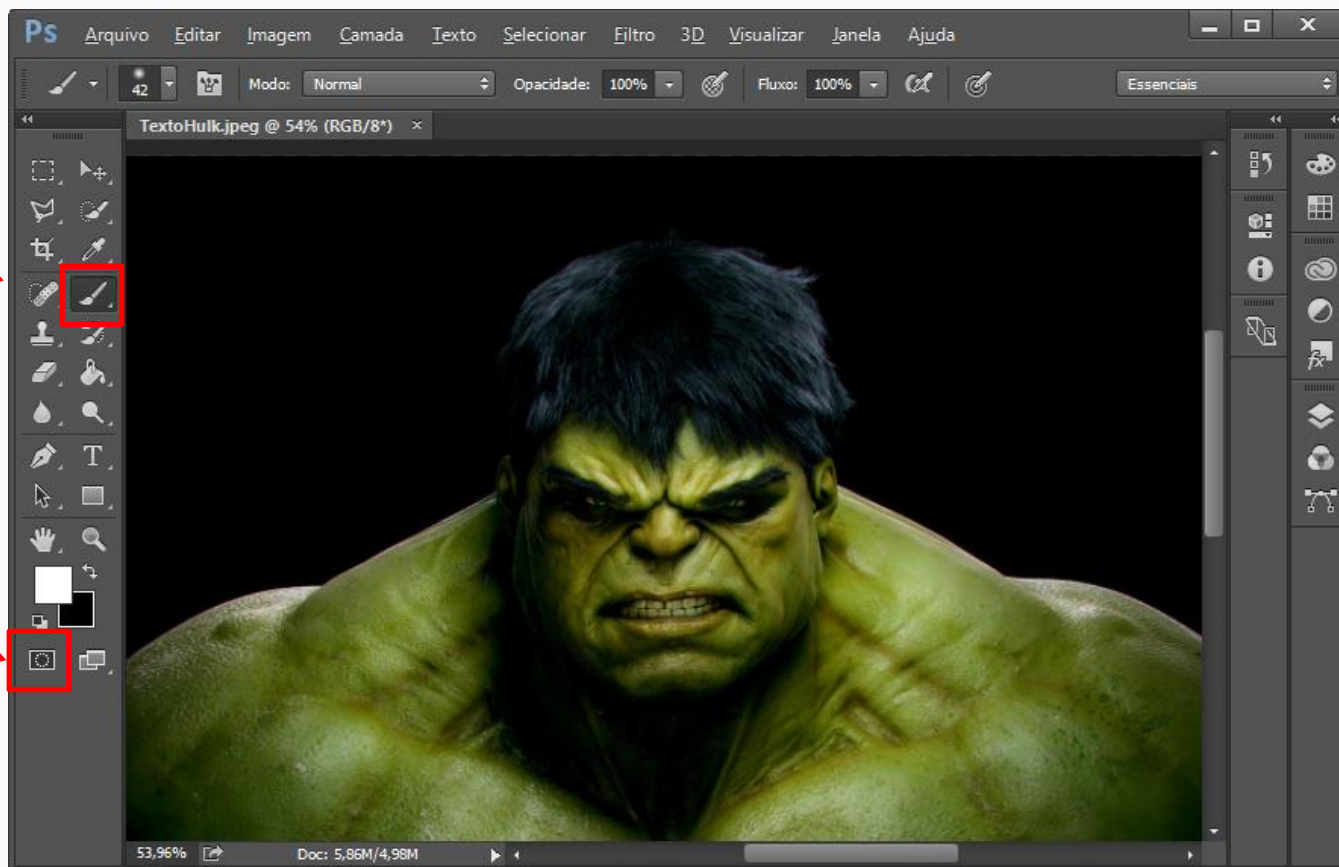 Ps Arquivo Editar Imagem Camada Texto Selecionar Filtro 3D Visualizar Janela Ajuda
42 Modo: Normal Opacidade: 100% Fluxo: 100% Essenciais
TextoHulk.jpeg @ 54% (RGB/8*) ×
T
fx
53,96% Doc: 5,86M/4,98M